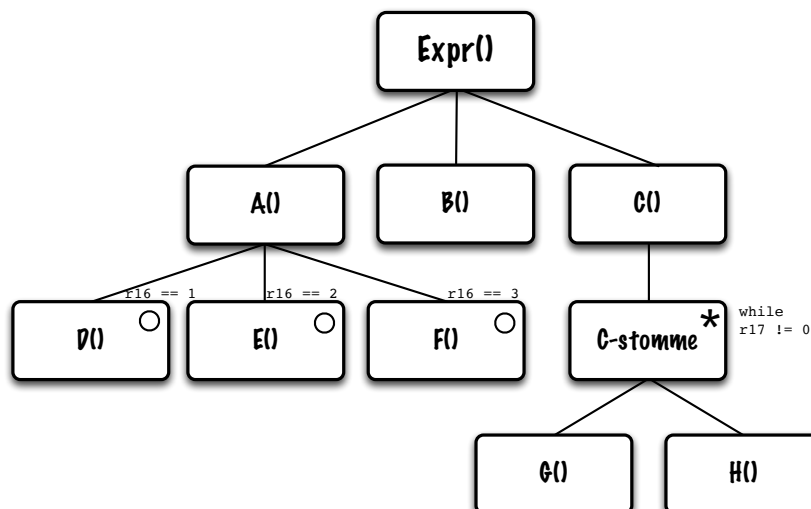 Expr()
A()
B()
C()
r16 == 1
r16 == 2
r16 == 3
D()
E()
F()
C-stomme *
while
r17 != 0
G()
H()